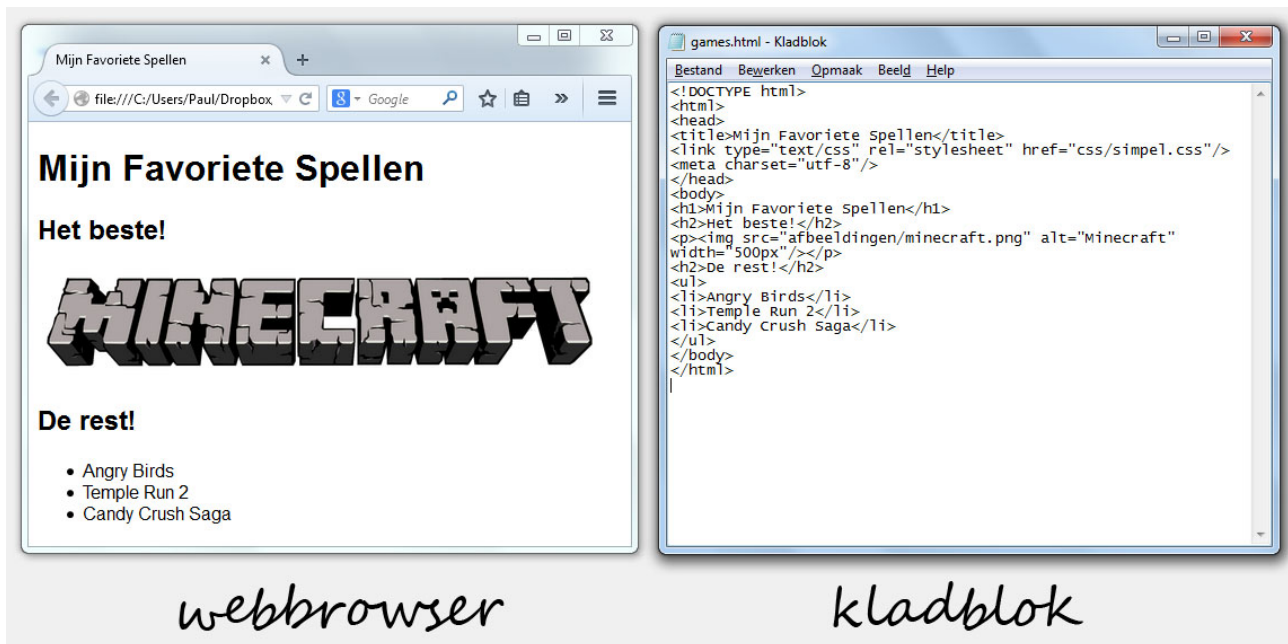 Mijn Favoriete Spellen
file:///C:/Users/Paul/Dropbox,
8 Google
Mijn Favoriete Spellen
Het beste!
MINECRAFT
De rest!
Angry Birds
Temple Run 2
Candy Crush Saga
games.html - Kladblok
Bestand Bewerken Opmaak Beeld Help
<!DOCTYPE html>
<html>
<head>
<title>Mijn Favoriete Spellen</title>
<link type="text/css" rel="stylesheet" href="css/simpel.css"/>
<meta charset="utf-8"/>
</head>
<body>
<h1>Mijn Favoriete Spellen</h1>
<h2>Het beste!</h2>
<p><img src="afbeeldingen/minecraft.png" alt="Minecraft"
width="500px"/></p>
<h2>De rest!</h2>
<ul>
<li>Angry Birds</li>
<li>Temple Run 2</li>
<li>Candy Crush Saga</li>
</ul>
</body>
</html>
webbrowser
kladblok